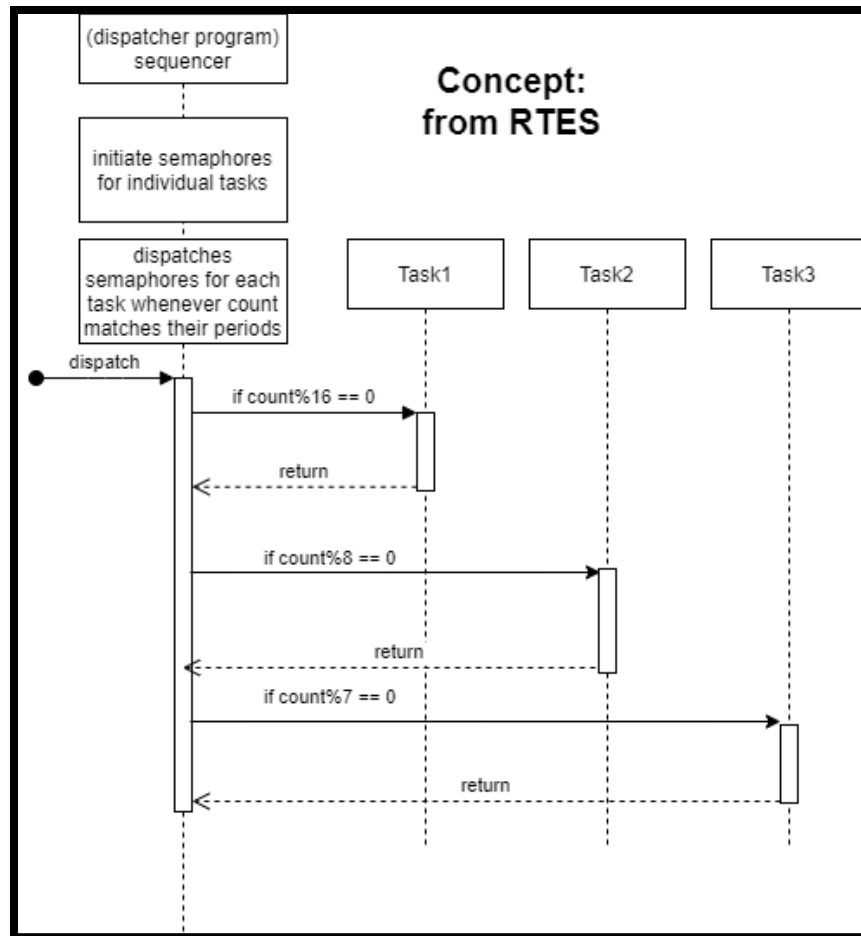 (dispatcher program)
sequencer
Concept:
from RTES
initiate semaphores
for individual tasks
dispatches
semaphores for each
task whenever count
matches their periods
Task1
Task2
Task3
dispatch
if count%16 == 0
return
if count%8 == 0
return
if count%7 == 0
return